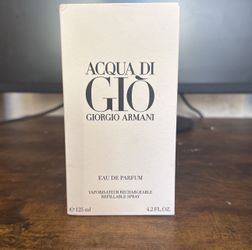 ACQUA DI
GIÒ
GIORGIO ARMANI
EAU DE PARFUM
VAPORISATEUR RECHARGEABLE
REFILLABLE SPRAY
℮ 125 ml 4.2 FL. OZ.